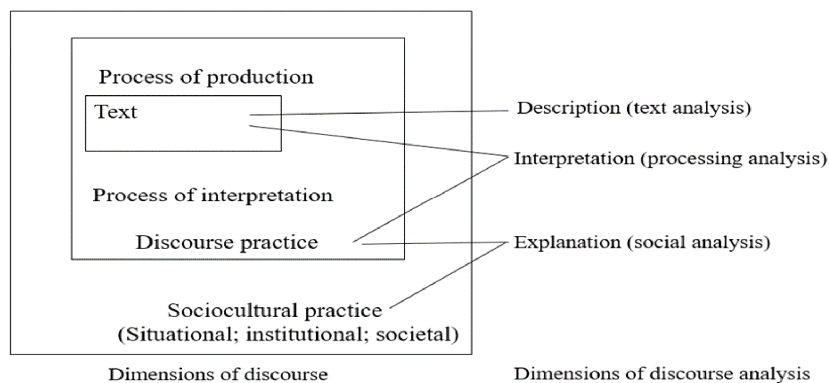 Process of production
Text
Description (text analysis)
Interpretation (processing analysis)
Process of interpretation
Discourse practice
Explanation (social analysis)
Sociocultural practice
(Situational; institutional; societal)
Dimensions of discourse
Dimensions of discourse analysis